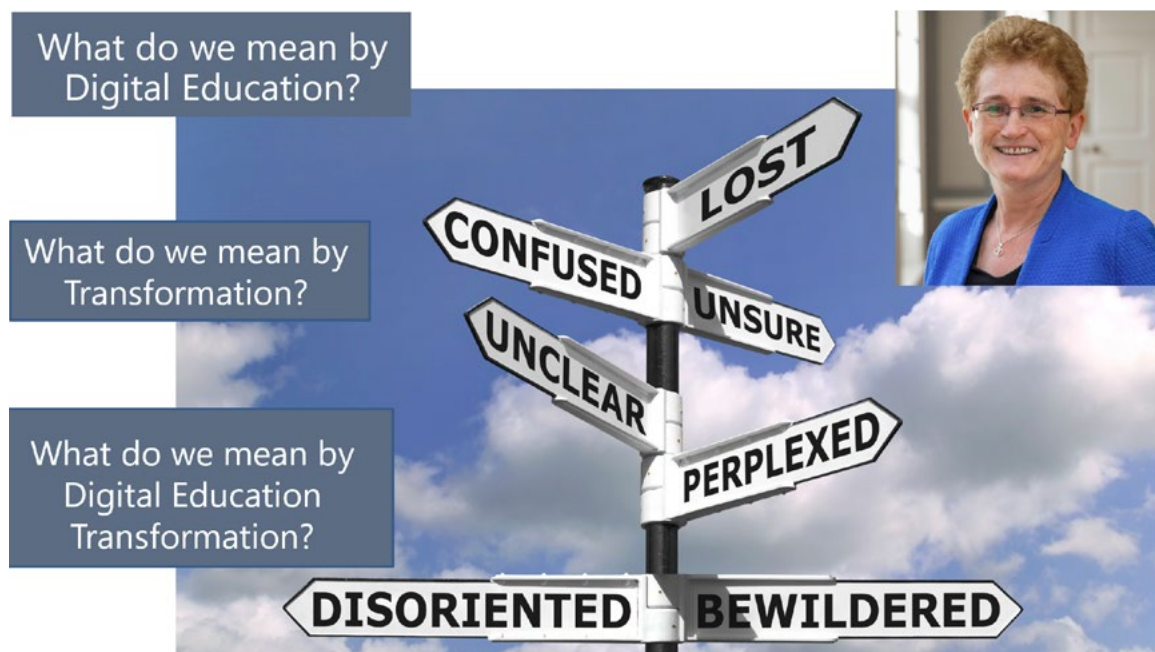 What do we mean by
Digital Education?
What do we mean by
Transformation?
What do we mean by
Digital Education
Transformation?
LOST
CONFUSED
UNSURE
UNCLEAR
PERPLEXED
DISORIENTED
BEWILDERED